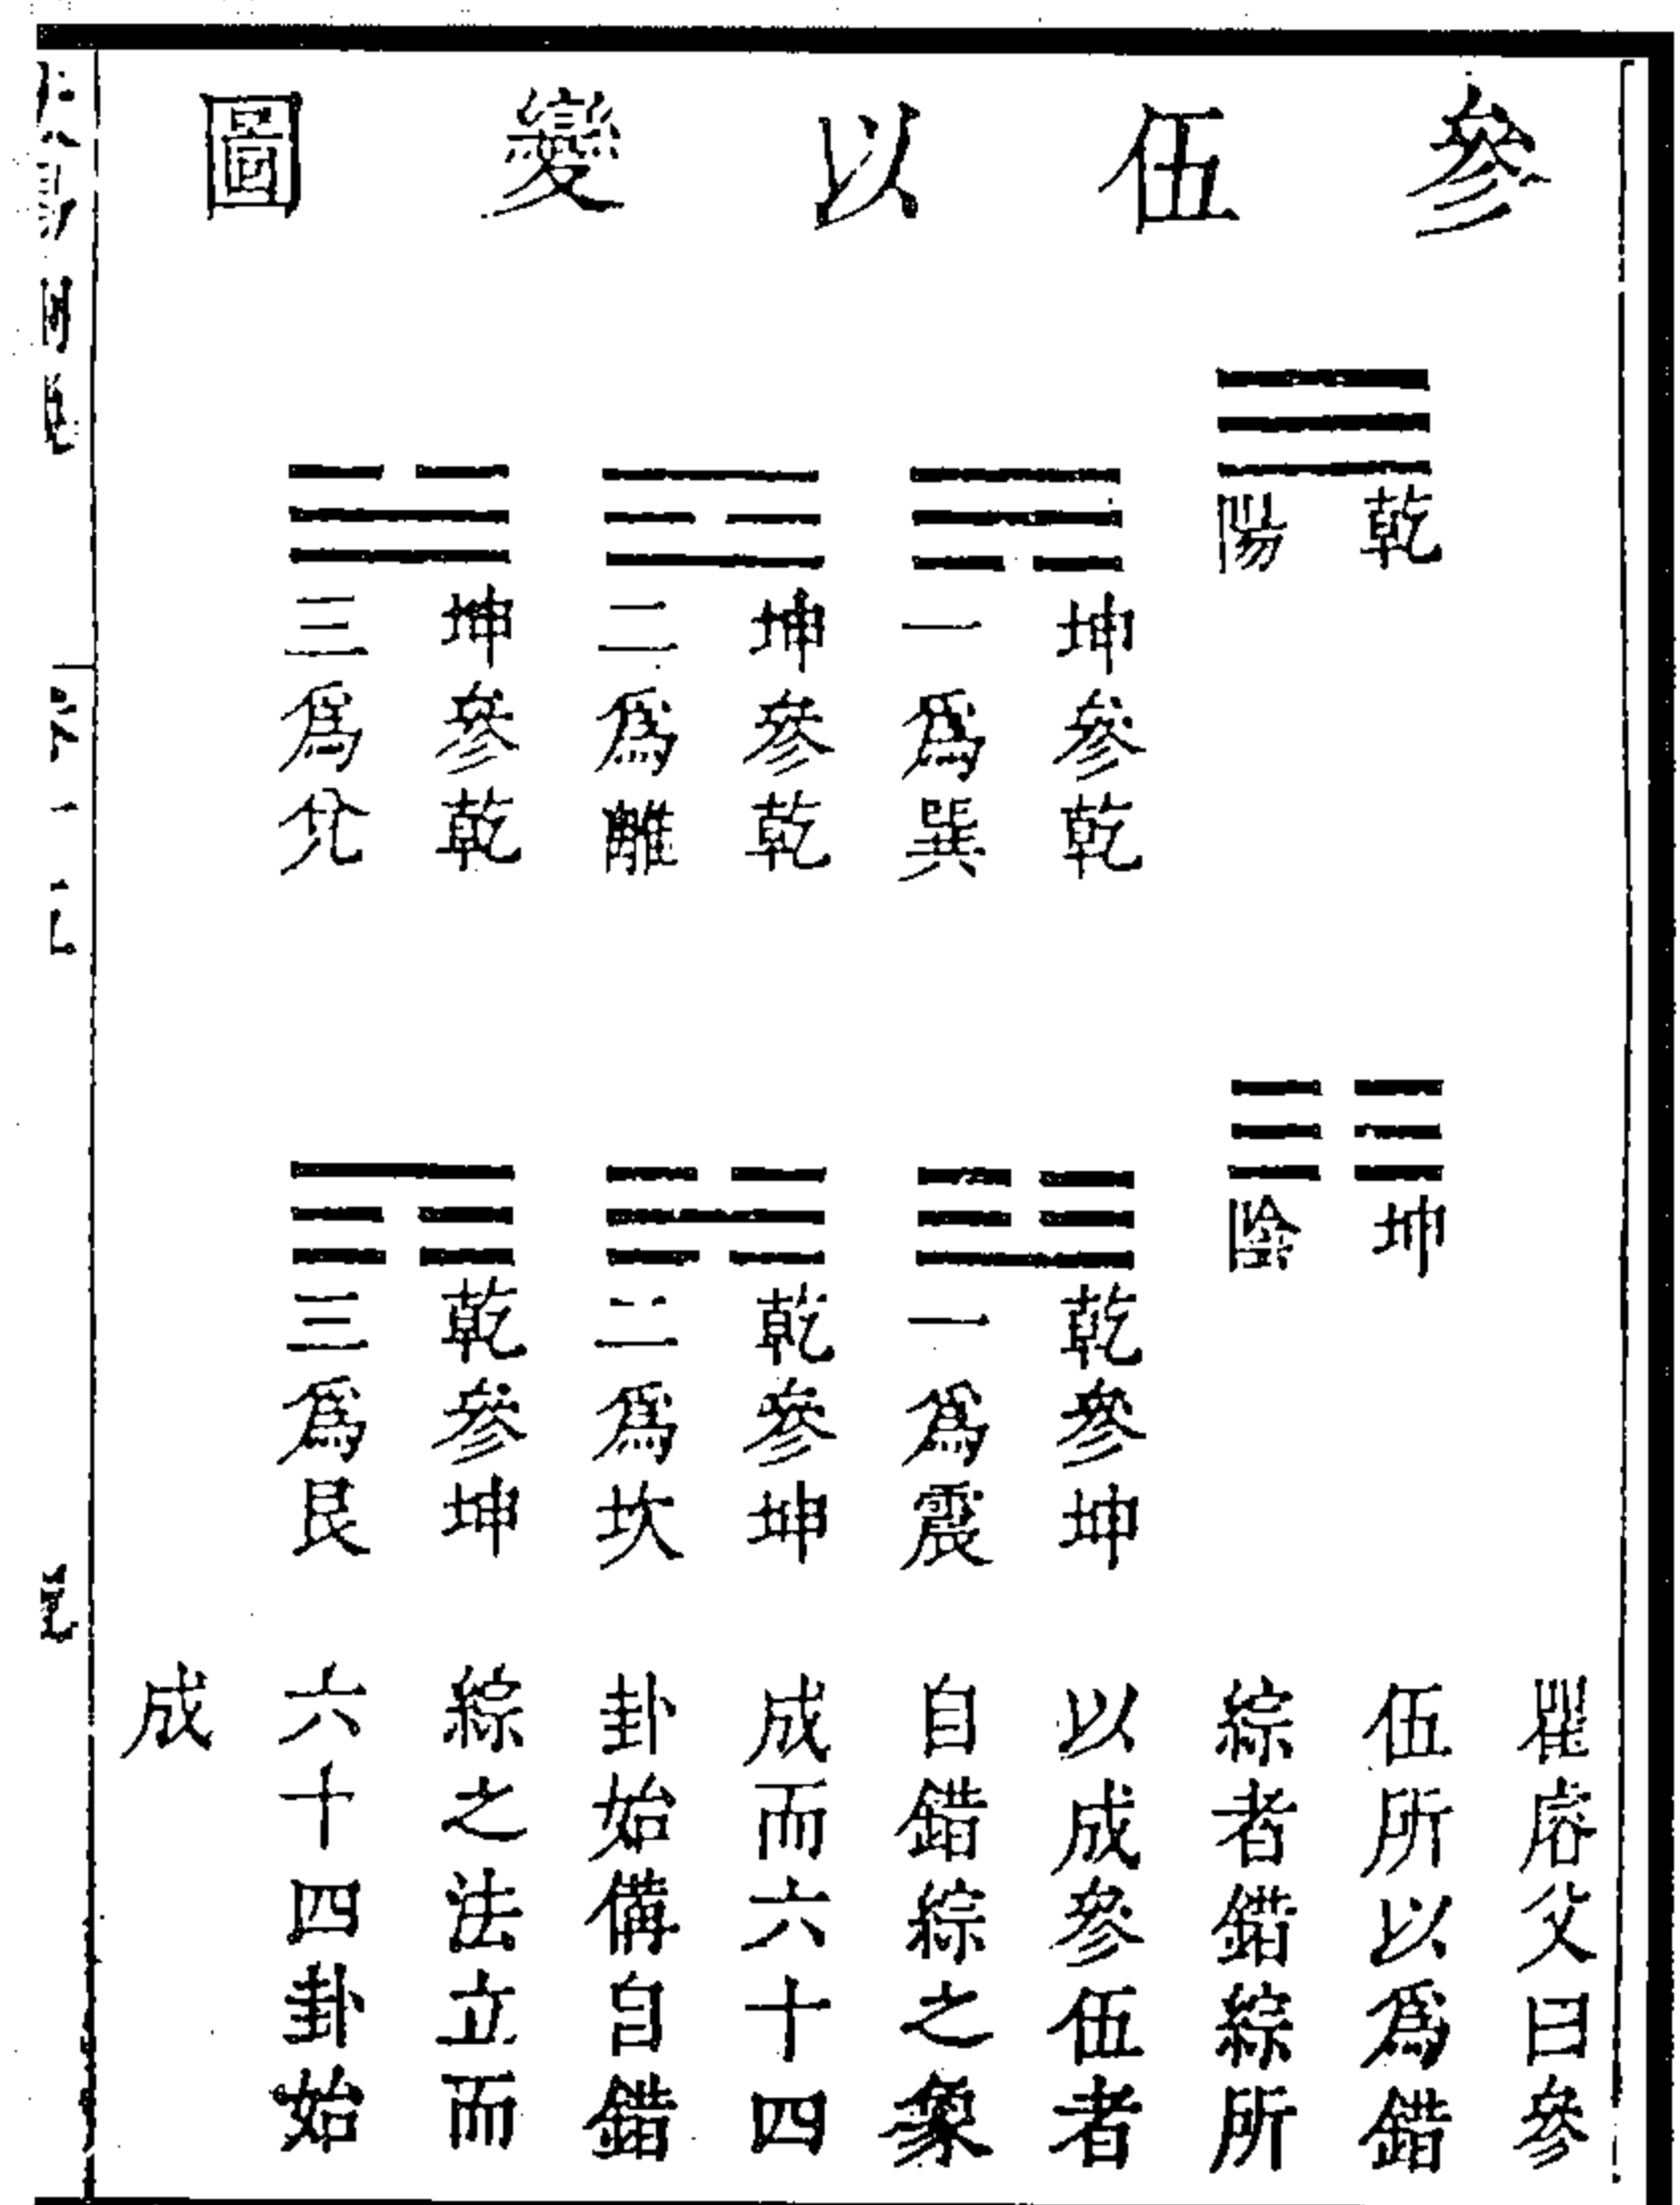 參伍以變圖
乾
陽
坤參乾
一爲巽
坤參乾
二爲離
坤參乾
三爲兌
坤
陰
乾參坤
一爲震
乾參坤
二爲坎
乾參坤
三爲艮
父曰參
伍所以爲錯
綜者錯綜所
以成參伍者
自錯綜之象
成而六十四
卦始備自錯
綜之法立而
六十四卦始
成